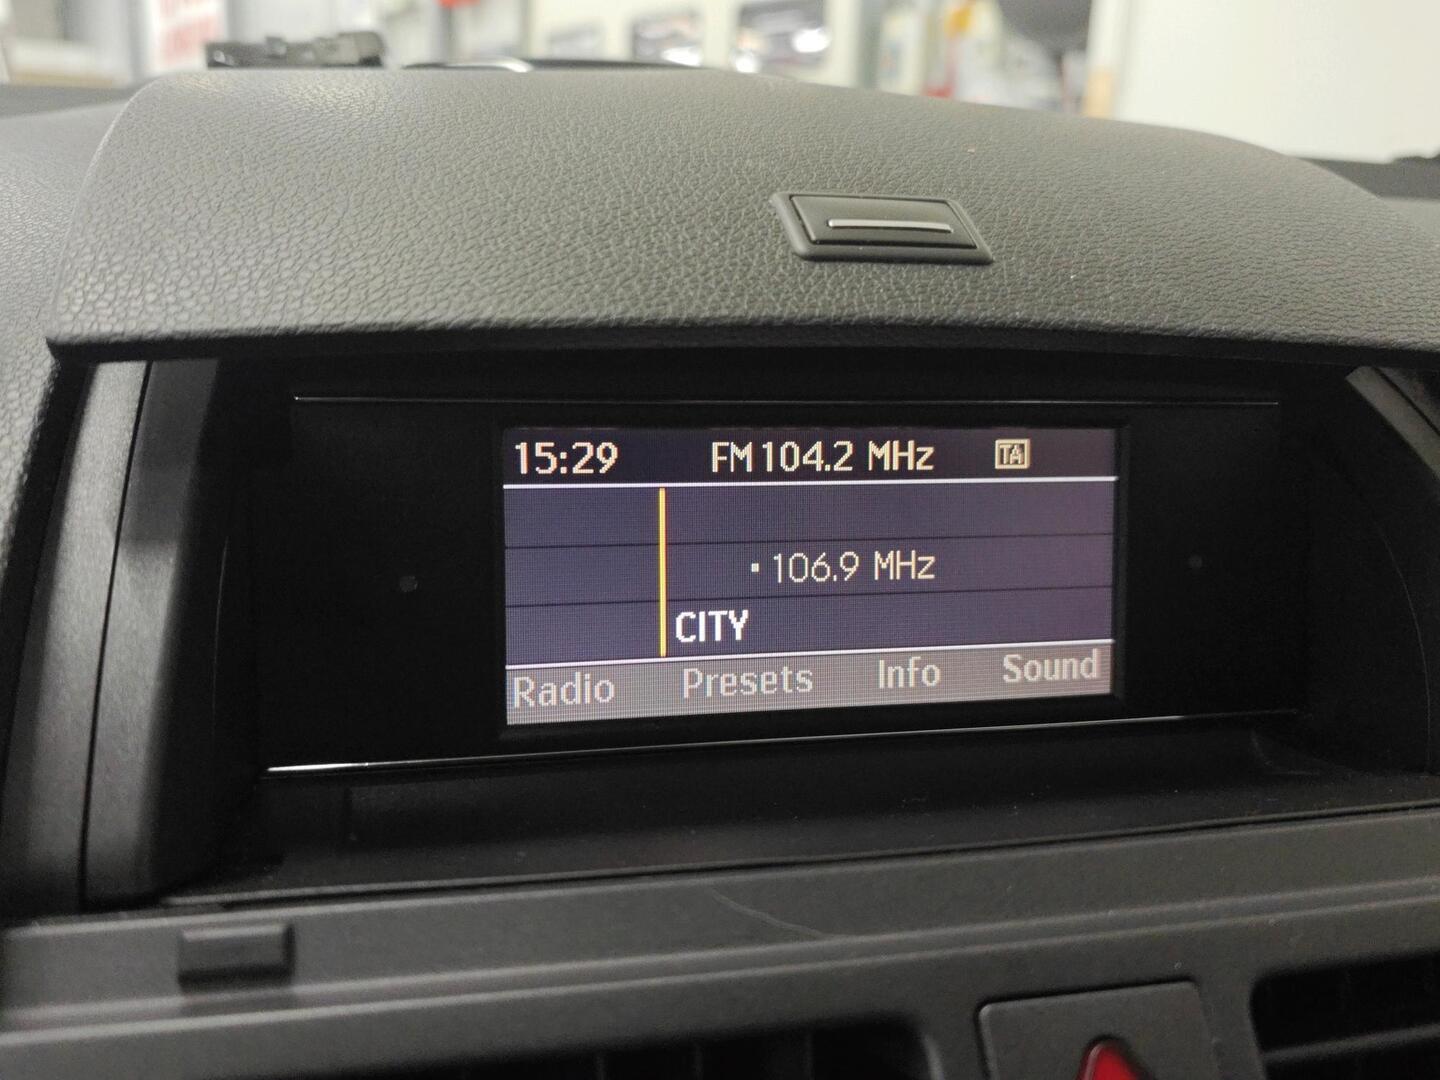 15:29 FM 104.2 MHz TA
106.9 MHz
CITY
Radio Presets Info Sound